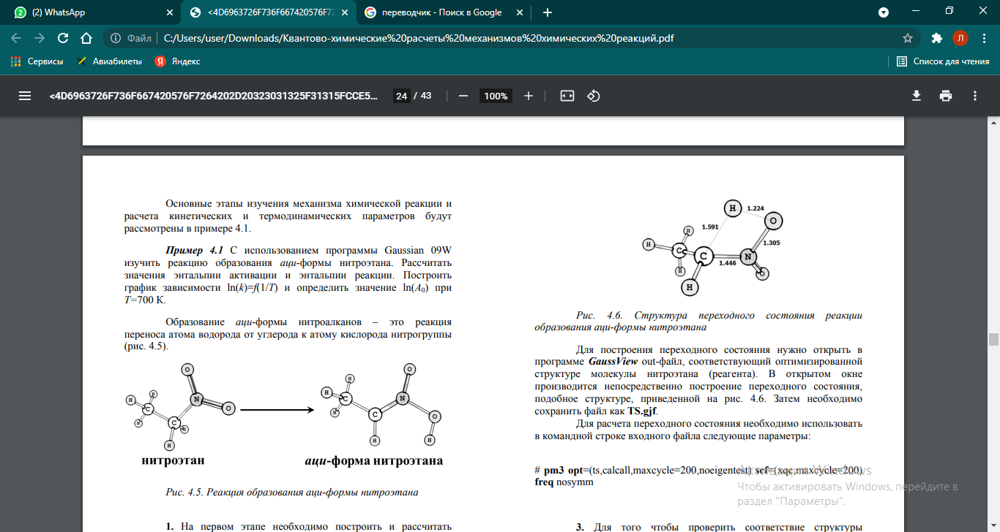 (2) WhatsApp
<4D6963726F736F667420576F72
переводчик - Поиск в Google
Файл
C:/Users/user/Downloads/Квантово-химические%20расчеты%20механизмов%20химических%20реакций.pdf
Л
Сервисы
Авиабилеты
Я Яндекс
Список для чтения
<4D6963726F736F667420576F7264202D20323031325F31315FCCE5...
24 / 43
100%
Основные этапы изучения механизма химической реакции и
расчета кинетических и термодинамических параметров будут
рассмотрены в примере 4.1.
Пример 4.1 С использованием программы Gaussian 09W
изучить реакцию образования аци-формы нитроэтана. Рассчитать
значения энтальпии активации и энтальпии реакции. Построить
график зависимости ln(k)=f(1/T) и определить значение ln(A₀) при
T=700 К.
Образование аци-формы нитроалканов – это реакция
переноса атома водорода от углерода к атому кислорода нитрогруппы
(рис. 4.5).
O
N
O
H
H
C
H
C
H
H
O
H
H
C
N
H
C
O
H
H
нитроэтан
аци-форма нитроэтана
Рис. 4.5. Реакция образования аци-формы нитроэтана
1. На первом этапе необходимо построить и рассчитать
H
1.224
O
1.591
H
H
C
C
1.305
N
1.446
H
O
H
Рис. 4.6. Структура переходного состояния реакции
образования аци-формы нитроэтана
Для построения переходного состояния нужно открыть в
программе GaussView out-файл, соответствующий оптимизированной
структуре молекулы нитроэтана (реагента). В открытом окне
производится непосредственно построение переходного состояния,
подобное структуре, приведенной на рис. 4.6. Затем необходимо
сохранить файл как TS.gjf.
Для расчета переходного состояния необходимо использовать
в командной строке входного файла следующие параметры:
# pm3 opt=(ts,calcall,maxcycle=200,noeigentest) scf=(xqc,maxcycle=200)
freq nosymm
Активация Windows
Чтобы активировать Windows, перейдите в
раздел "Параметры".
3. Для того чтобы проверить соответствие структуры